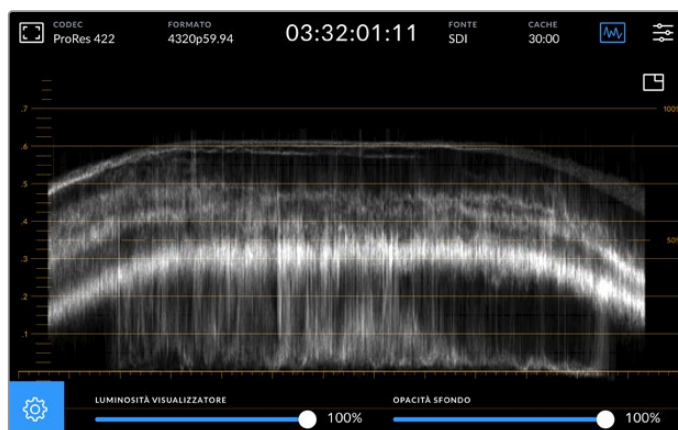 CODEC
ProRes 422
FORMATO
4320p59.94
03:32:01:11
FONTE
SDI
CACHE
30:00
.7
100%
.6
.5
.4
50%
.3
.2
.1
LUMINOSITÀ VISUALIZZATORE
100%
OPACITÀ SFONDO
100%